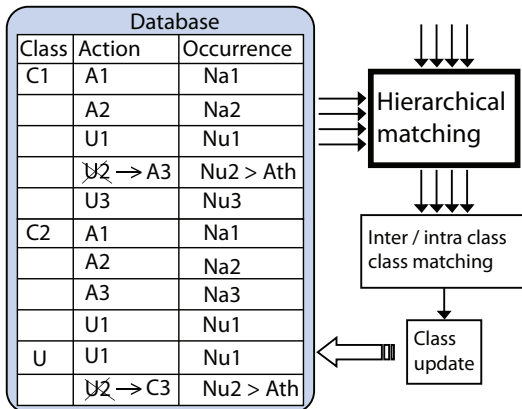 Database
Class Action Occurrence
C1 A1 Na1
A2 Na2
U1 Nu1
U2 → A3 Nu2 > Ath
U3 Nu3
C2 A1 Na1
A2 Na2
A3 Na3
U1 Nu1
U U1 Nu1
U2 → C3 Nu2 > Ath
Hierarchical
matching
Inter / intra class
class matching
Class
update